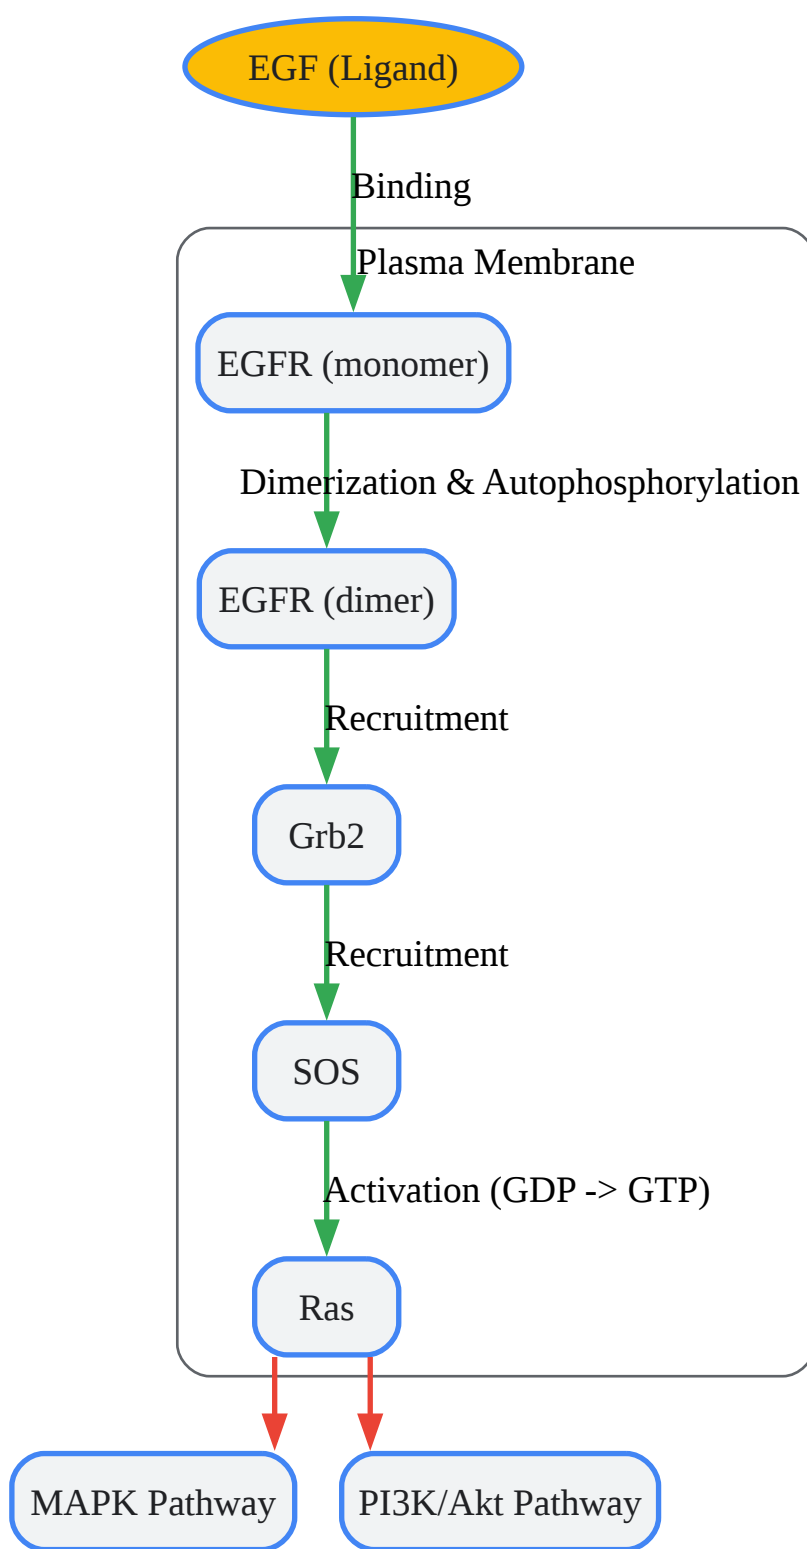 EGF (Ligand)
Binding
Plasma Membrane
EGFR (monomer)
Dimerization & Autophosphorylation
EGFR (dimer)
Recruitment
Grb2
Recruitment
SOS
Activation (GDP -> GTP)
Ras
MAPK Pathway
PI3K/Akt Pathway